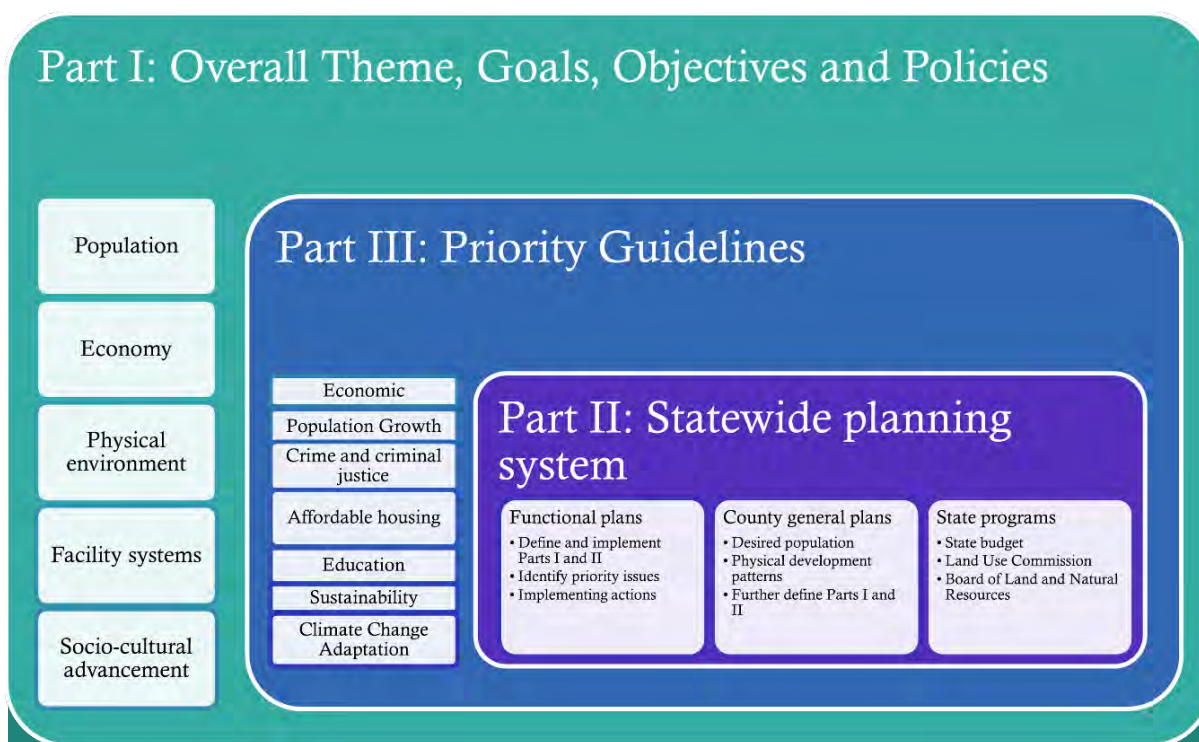 Part I: Overall Theme, Goals, Objectives and Policies
Population
Economy
Physical
environment
Facility systems
Socio-cultural
advancement
Part III: Priority Guidelines
Economic
Population Growth
Crime and criminal
justice
Affordable housing
Education
Sustainability
Climate Change
Adaptation
Part II: Statewide planning
system
Functional plans
• Define and implement
Parts I and II
• Identify priority issues
• Implementing actions
County general plans
• Desired population
• Physical development
patterns
• Further define Parts I and
II
State programs
• State budget
• Land Use Commission
• Board of Land and Natural
Resources